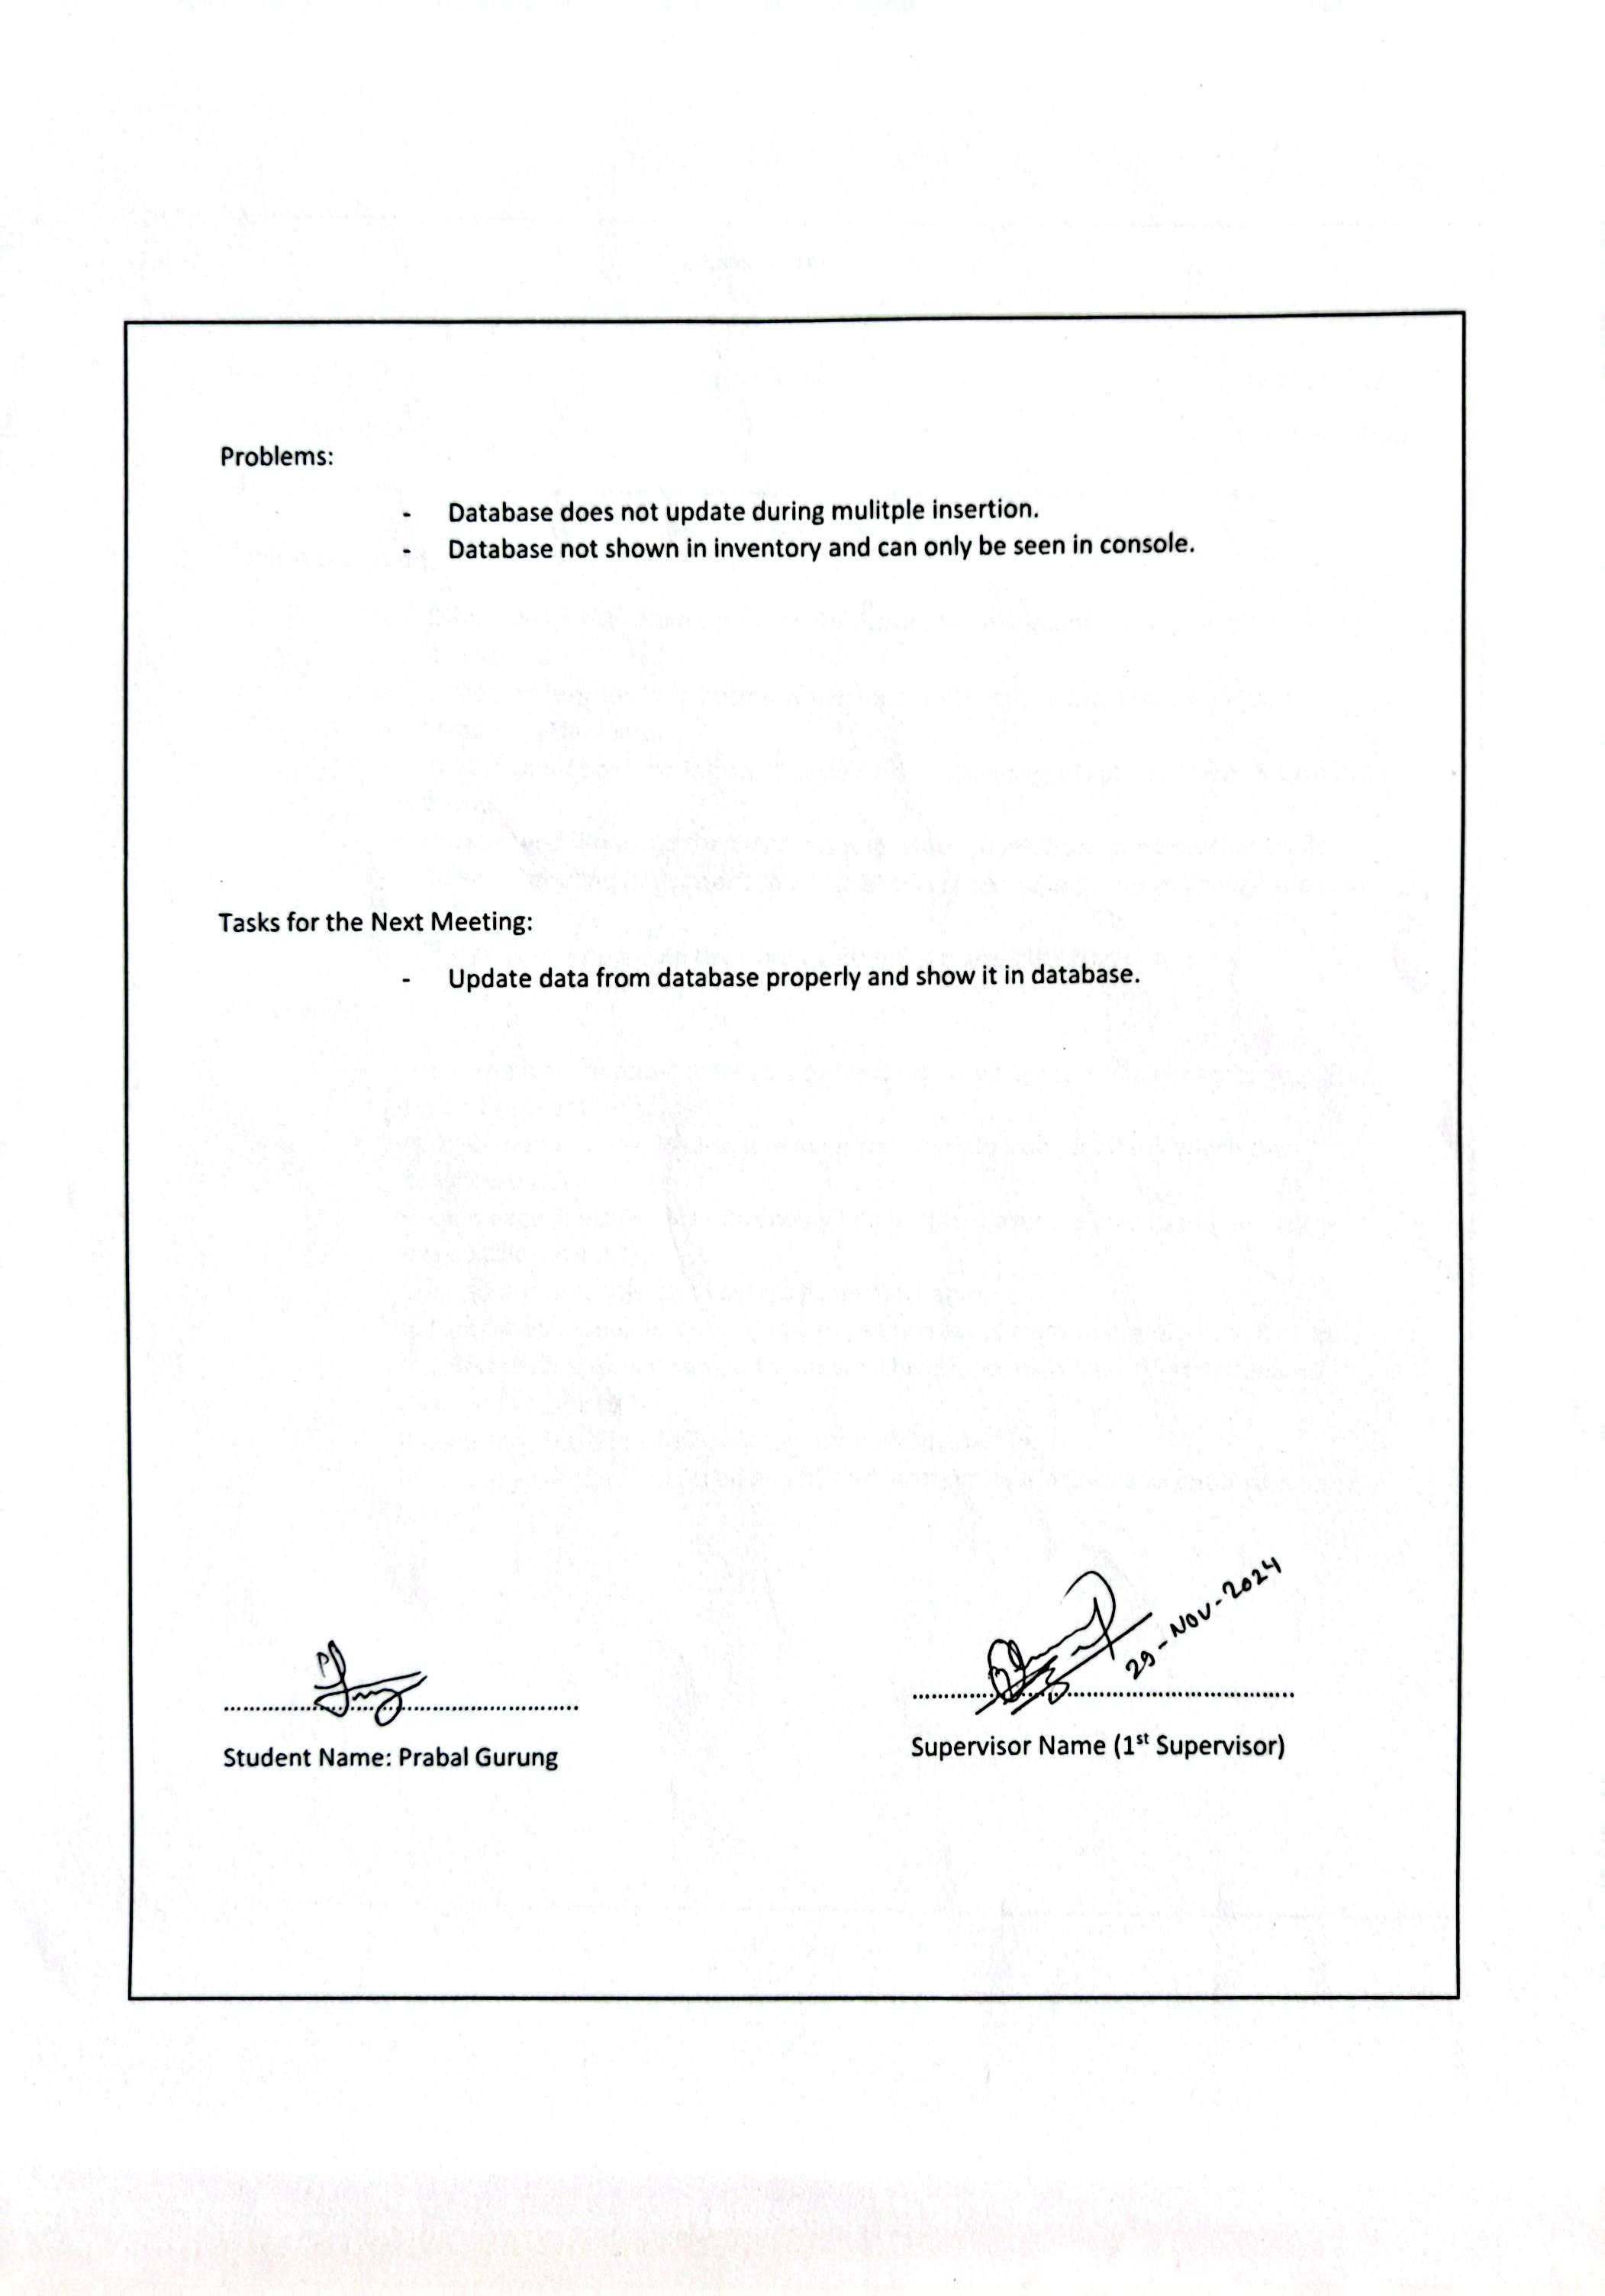 Problems:
- Database does not update during mulitple insertion.
- Database not shown in inventory and can only be seen in console.
Tasks for the Next Meeting:
- Update data from database properly and show it in database.
29-NOV-2024
Student Name: Prabal Gurung
Supervisor Name (1st Supervisor)